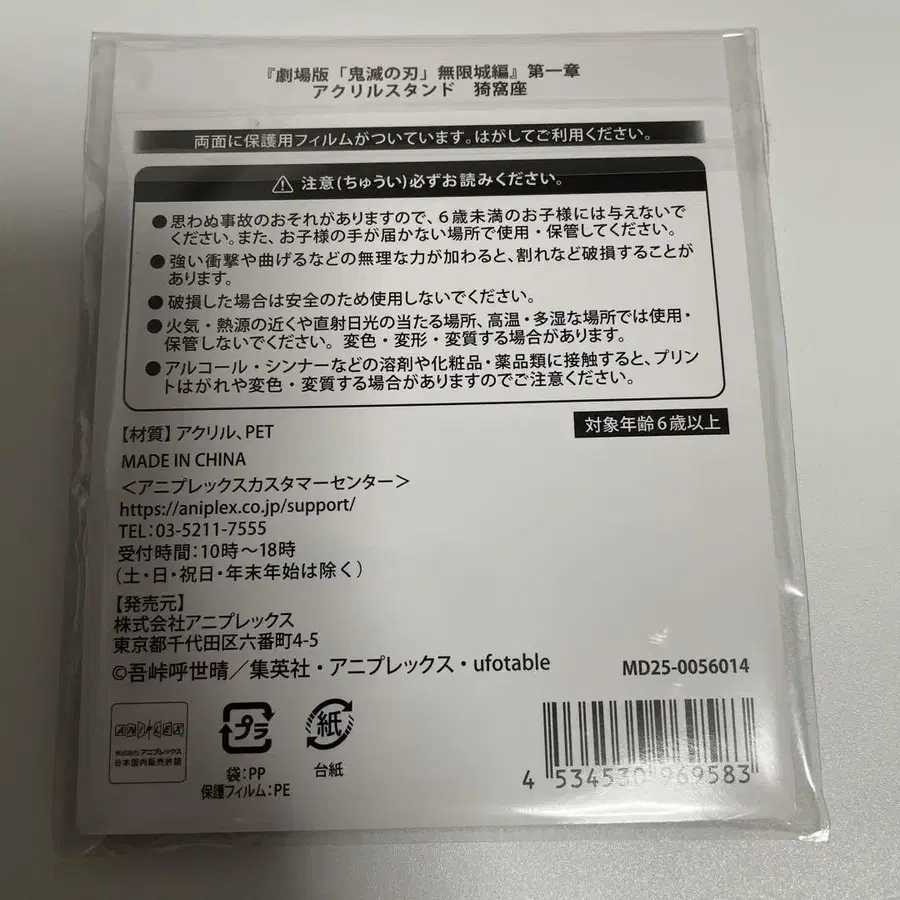 『劇場版「鬼滅の刃」無限城編』第一章
アクリルスタンド　猗窩座
両面に保護用フィルムがついています。はがしてご利用ください。
⚠ 注意(ちゅうい)必ずお読みください。
●思わぬ事故のおそれがありますので、6歳未満のお子様には与えないで
ください。また、お子様の手が届かない場所で使用・保管してください。
●強い衝撃や曲げるなどの無理な力が加わると、割れなど破損することが
あります。
●破損した場合は安全のため使用しないでください。
●火気・熱源の近くや直射日光の当たる場所、高温・多湿な場所では使用・
保管しないでください。変色・変形・変質する場合があります。
●アルコール・シンナーなどの溶剤や化粧品・薬品類に接触すると、プリン
トはがれや変色・変質する場合がありますのでご注意ください。
対象年齢6歳以上
【材質】アクリル、PET
MADE IN CHINA
＜アニプレックスカスタマーセンター＞
https://aniplex.co.jp/support/
TEL：03-5211-7555
受付時間：10時～18時
（土・日・祝日・年末年始は除く）
【発売元】
株式会社アニプレックス
東京都千代田区六番町4-5
©吾峠呼世晴／集英社・アニプレックス・ufotable
MD25-0056014
ANIPLEX
株式会社アニプレックス
日本国内販売許諾
プラ
袋：PP
保護フィルム：PE
紙
台紙
4 534530 969583